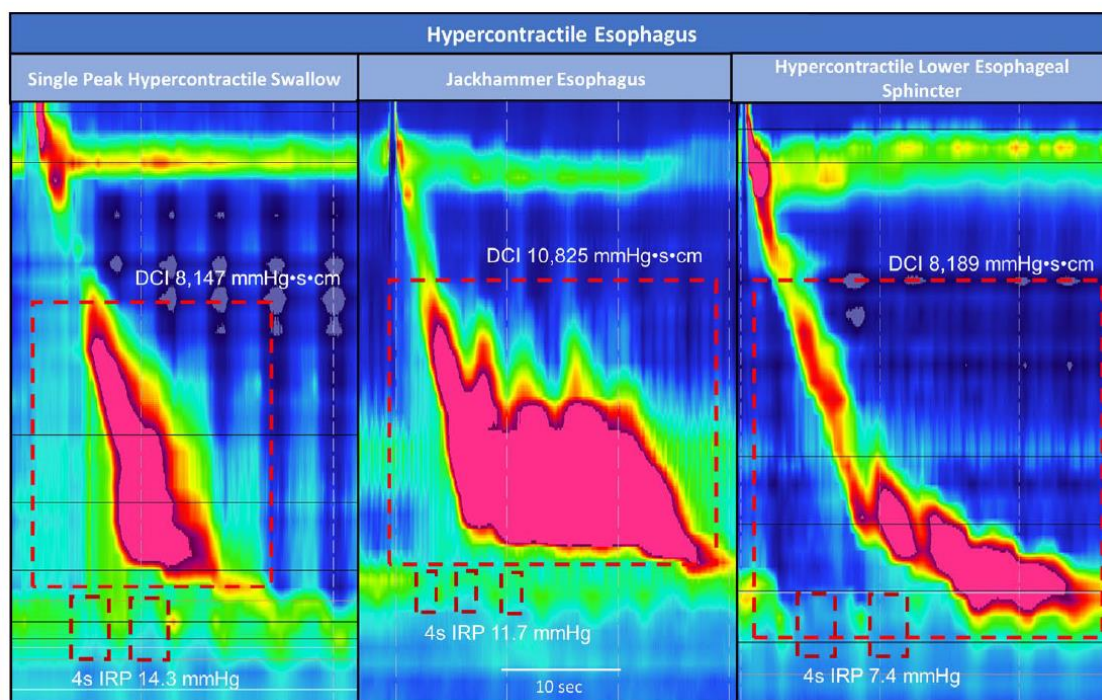 Hypercontractile Esophagus
Single Peak Hypercontractile Swallow
Jackhammer Esophagus
Hypercontractile Lower Esophageal
Sphincter
DCI 8,147 mmHg•s•cm
DCI 10,825 mmHg•s•cm
DCI 8,189 mmHg•s•cm
4s IRP 14.3 mmHg
4s IRP 11.7 mmHg
4s IRP 7.4 mmHg
10 sec